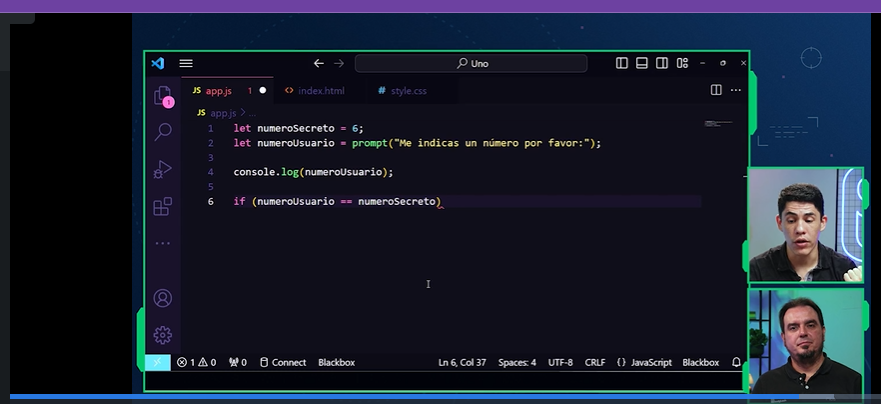 Uno
JS app.js 1
<> index.html
# style.css
JS app.js > ...
1 let numeroSecreto = 6;
2 let numeroUsuario = prompt("Me indicas un número por favor:");
3
4 console.log(numeroUsuario);
5
6 if (numeroUsuario == numeroSecreto)
1
1 0 0 Connect Blackbox Ln 6, Col 37 Spaces: 4 UTF-8 CRLF {} JavaScript Blackbox